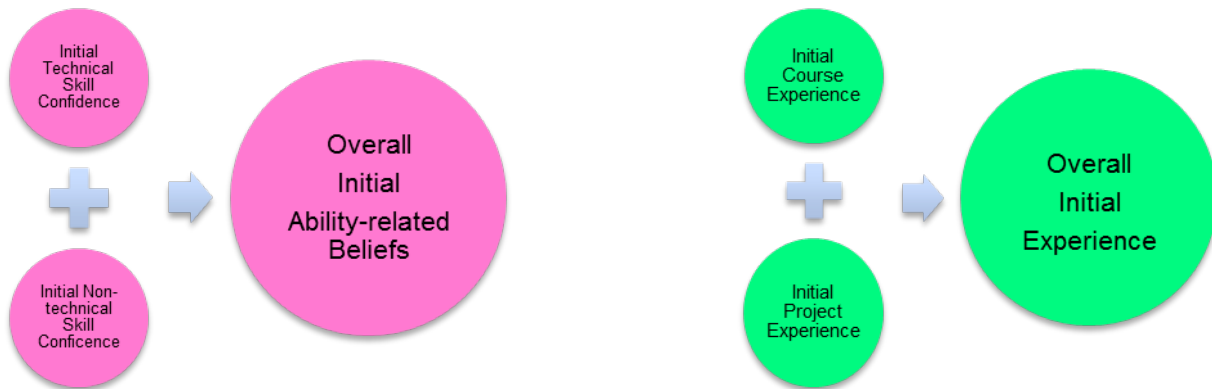 Initial
Technical
Skill
Confidence
Initial Non-
technical
Skill
Conficence
Overall
Initial
Ability-related
Beliefs
Initial
Course
Experience
Initial
Project
Experience
Overall
Initial
Experience